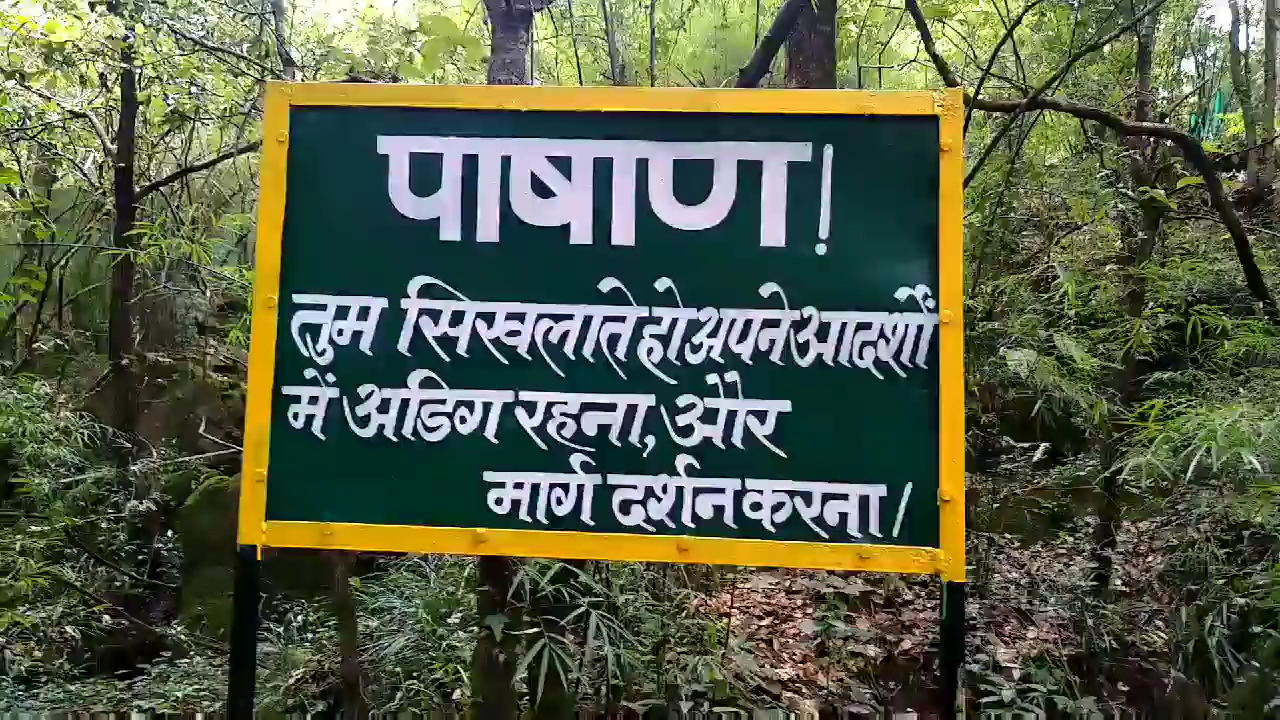 पाषाण!
तुम सिखलाते हो अपने आदर्शों
में अडिग रहना, और
मार्ग दर्शन करना।